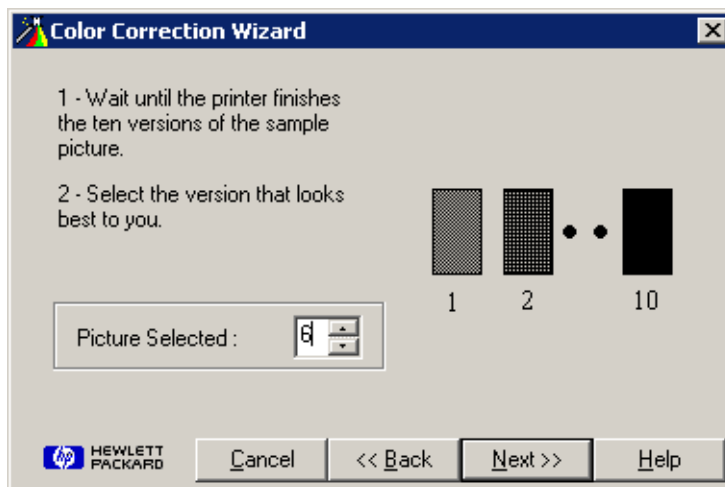 Color Correction Wizard
1 - Wait until the printer finishes
the ten versions of the sample
picture.
2 - Select the version that looks
best to you.
1 2 10
Picture Selected : 6
hp HEWLETT
PACKARD
Cancel << Back Next >> Help